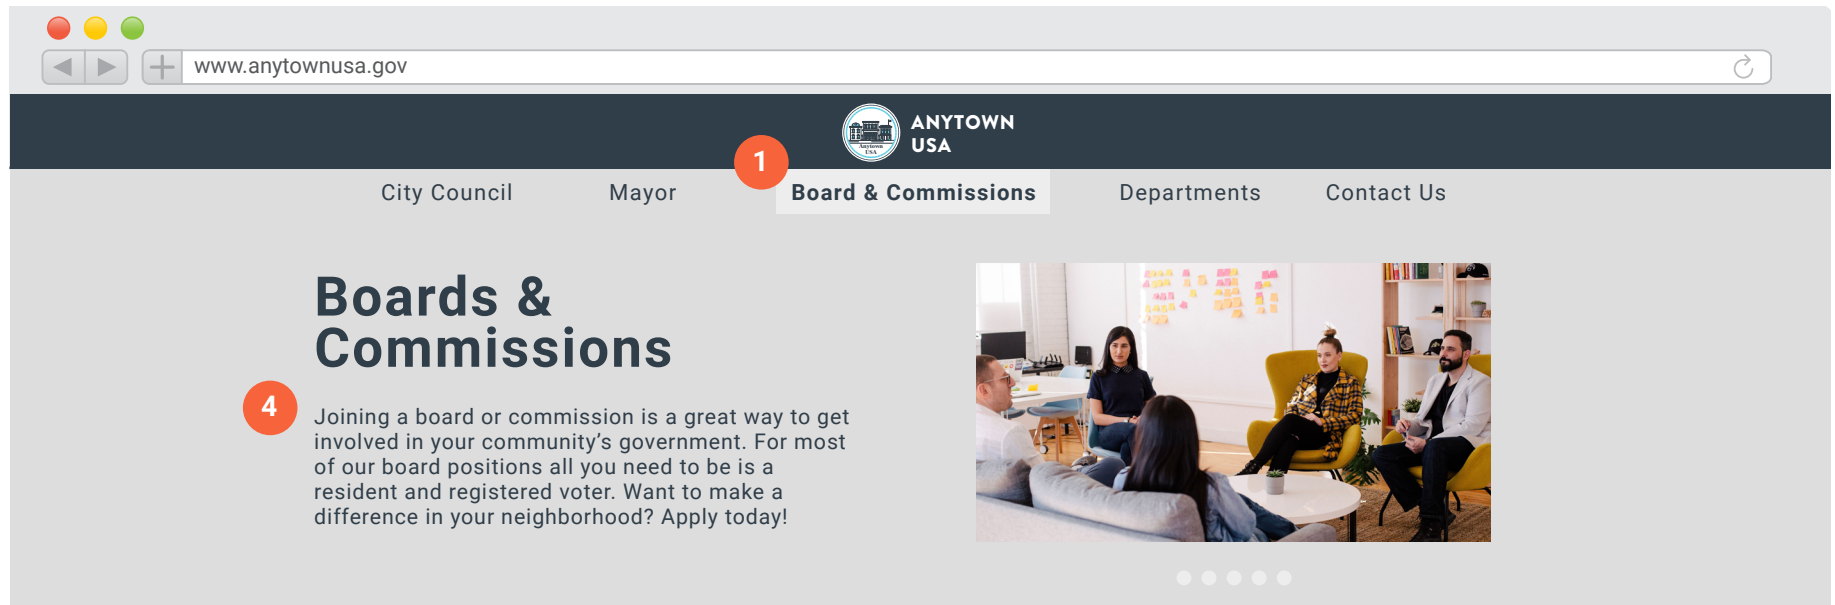 www.anytownusa.gov
Anytown
USA
ANYTOWN
USA
1
City Council Mayor Board & Commissions Departments Contact Us
Boards &
Commissions
4
Joining a board or commission is a great way to get
involved in your community’s government. For most
of our board positions all you need to be is a
resident and registered voter. Want to make a
difference in your neighborhood? Apply today!